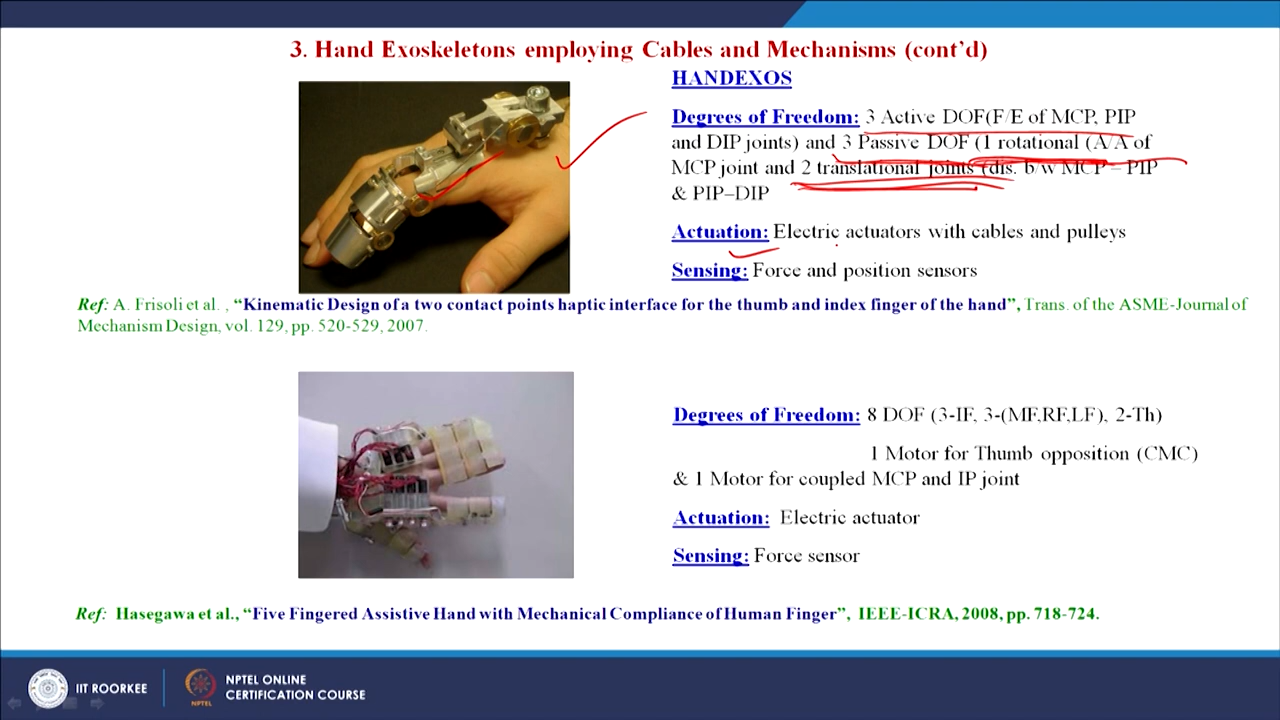 3. Hand Exoskeletons employing Cables and Mechanisms (cont'd)
HANDEXOS
Degrees of Freedom: 3 Active DOF(F/E of MCP, PIP
and DIP joints) and 3 Passive DOF (1 rotational (A/A of
MCP joint and 2 translational joints (dis. b/w MCP – PIP
& PIP–DIP
Actuation: Electric actuators with cables and pulleys
Sensing: Force and position sensors
Ref: A. Frisoli et al. , “Kinematic Design of a two contact points haptic interface for the thumb and index finger of the hand”, Trans. of the ASME-Journal of
Mechanism Design, vol. 129, pp. 520-529, 2007.
Degrees of Freedom: 8 DOF (3-IF, 3-(MF,RF,LF), 2-Th)
1 Motor for Thumb opposition (CMC)
& 1 Motor for coupled MCP and IP joint
Actuation: Electric actuator
Sensing: Force sensor
Ref: Hasegawa et al., “Five Fingered Assistive Hand with Mechanical Compliance of Human Finger”, IEEE-ICRA, 2008, pp. 718-724.
IIT ROORKEE
NPTEL
NPTEL ONLINE
CERTIFICATION COURSE